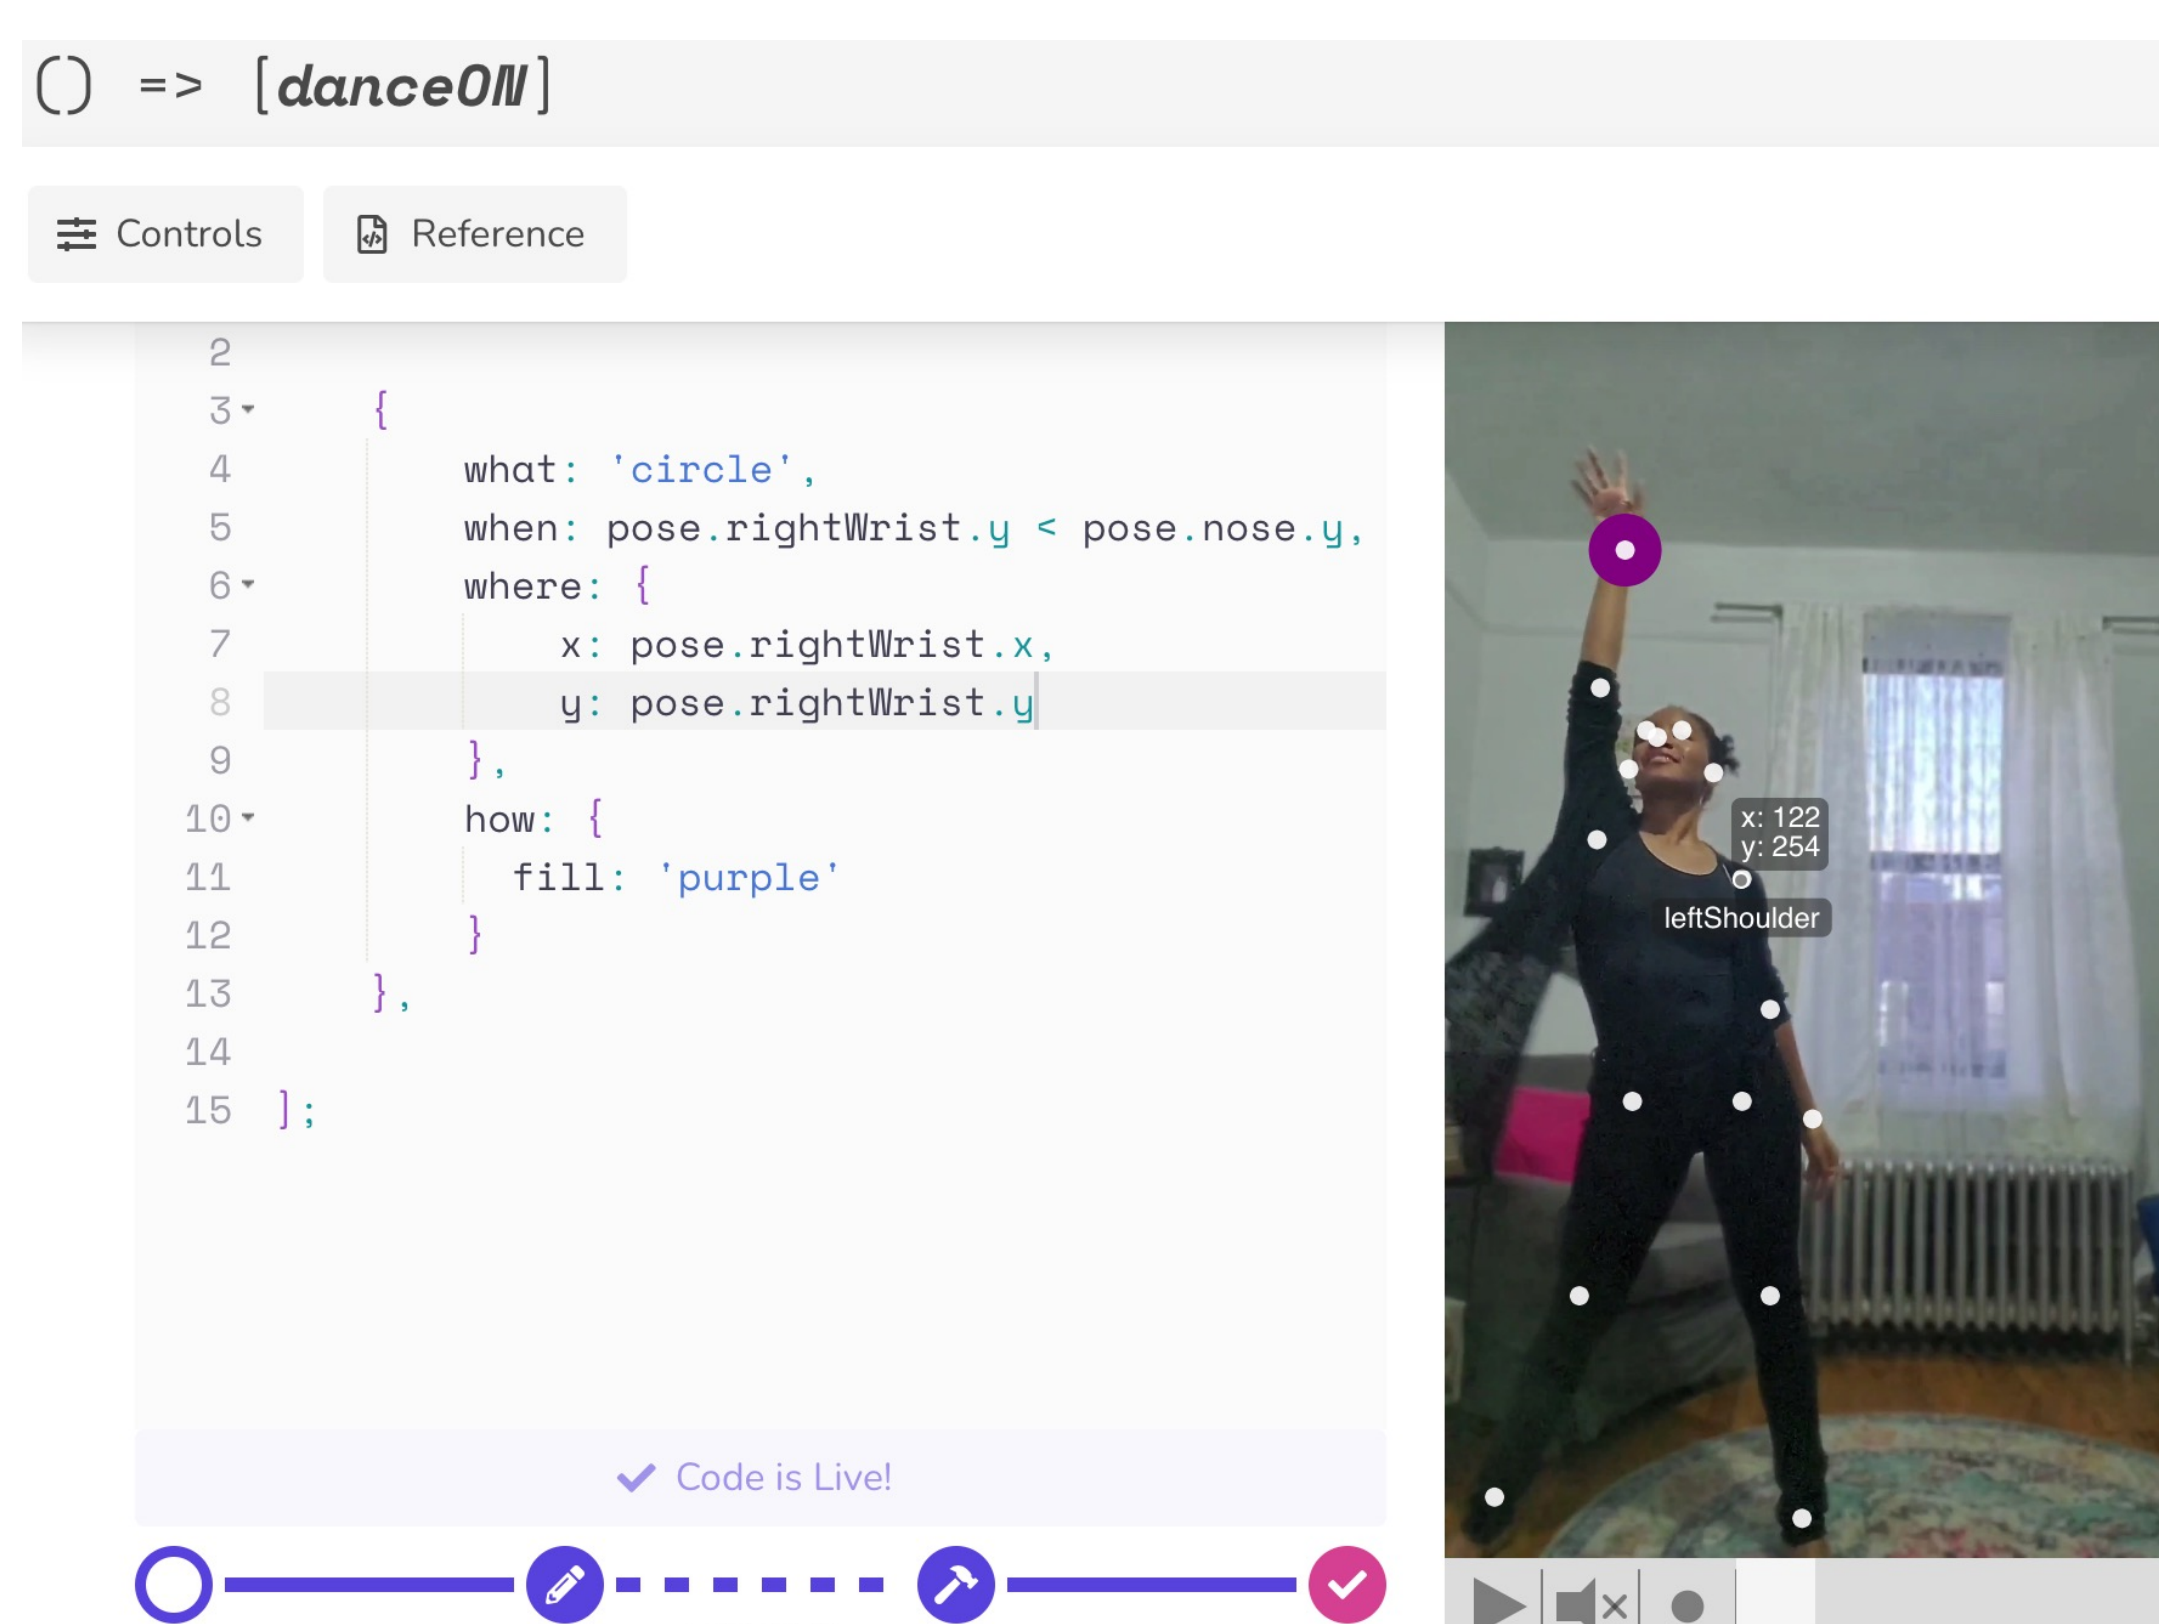 () => [danceON]
Controls
Reference
2
3 {
4 what: 'circle',
5 when: pose.rightWrist.y < pose.nose.y,
6 where: {
7 x: pose.rightWrist.x,
8 y: pose.rightWrist.y
9 },
10 how: {
11 fill: 'purple'
12 }
13 },
14
15 ];
Code is Live!
x: 122
y: 254
leftShoulder